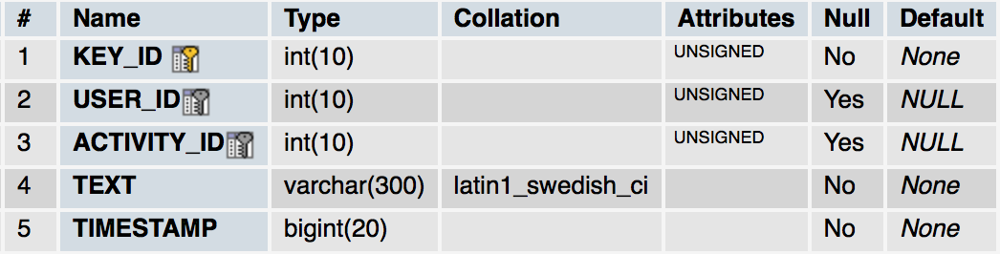 # Name Type Collation Attributes Null Default
1 KEY_ID int(10) UNSIGNED No None
2 USER_ID int(10) UNSIGNED Yes NULL
3 ACTIVITY_ID int(10) UNSIGNED Yes NULL
4 TEXT varchar(300) latin1_swedish_ci No None
5 TIMESTAMP bigint(20) No None